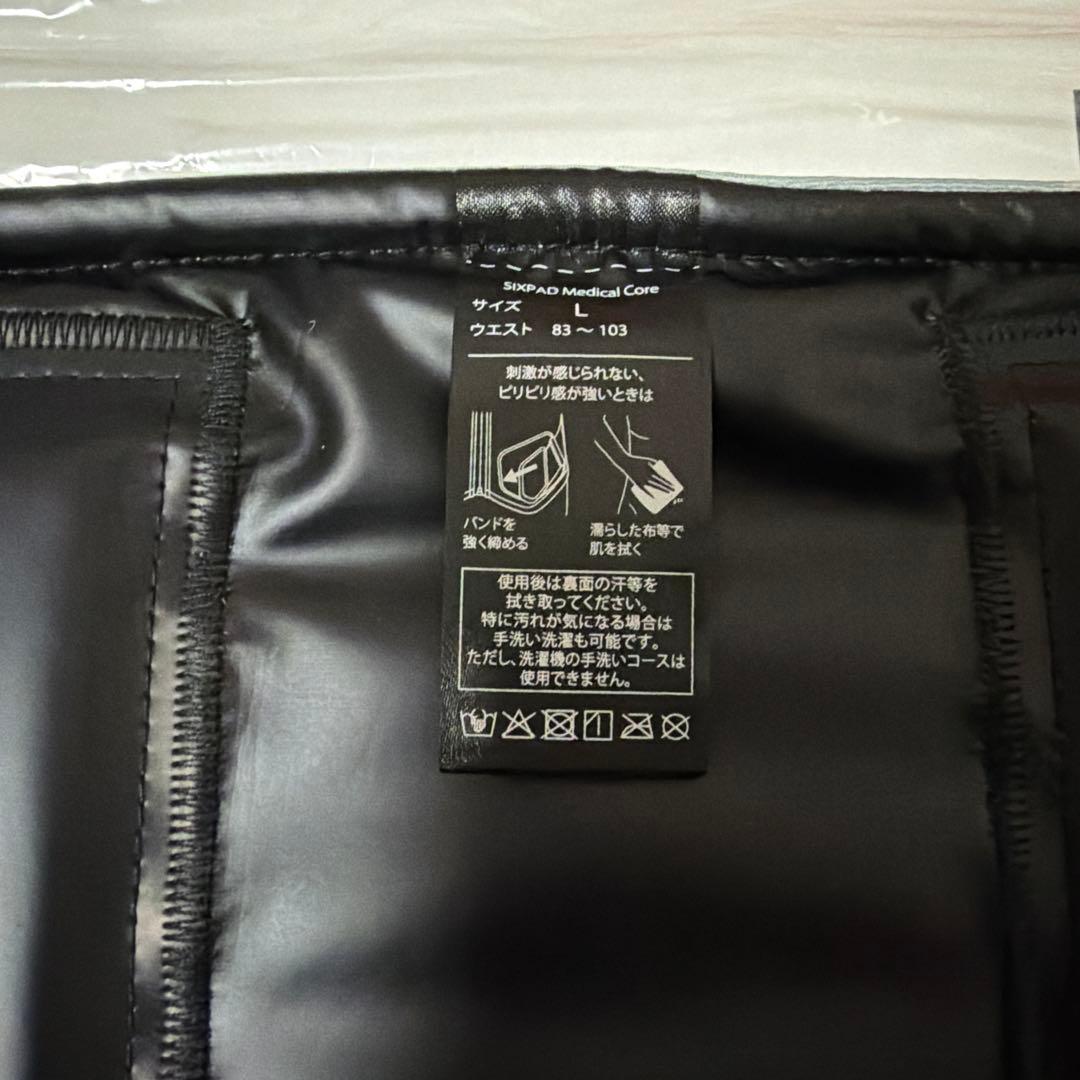 SIXPAD Medical Core
サイズ L
ウエスト 83～103
刺激が感じられない、
ピリピリ感が強いときは
バンドを
強く締める
濡らした布等で
肌を拭く
使用後は裏面の汗等を
拭き取ってください。
特に汚れが気になる場合は
手洗い洗濯も可能です。
ただし、洗濯機の手洗いコースは
使用できません。